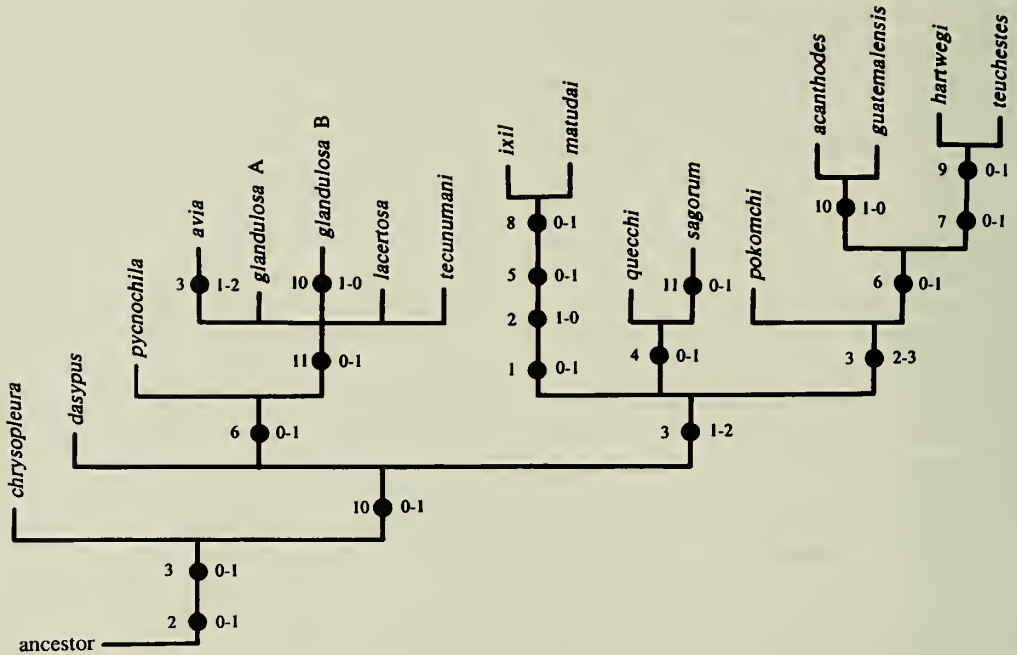 hartwegi
teuchestes
acanthodes
guatemalensis
ixil
matudai
9 0-1
avia
glandulosa A
glandulosa B
lacertosa
tecunumani
quecchi
sagorum
pokomchi
10 1-0
8 0-1
7 0-1
pycnochila
3 1-2
10 1-0
5 0-1
11 0-1
6 0-1
2 1-0
11 0-1
4 0-1
3 2-3
1 0-1
dasypus
6 0-1
3 1-2
chrysopleura
10 0-1
3 0-1
2 0-1
ancestor